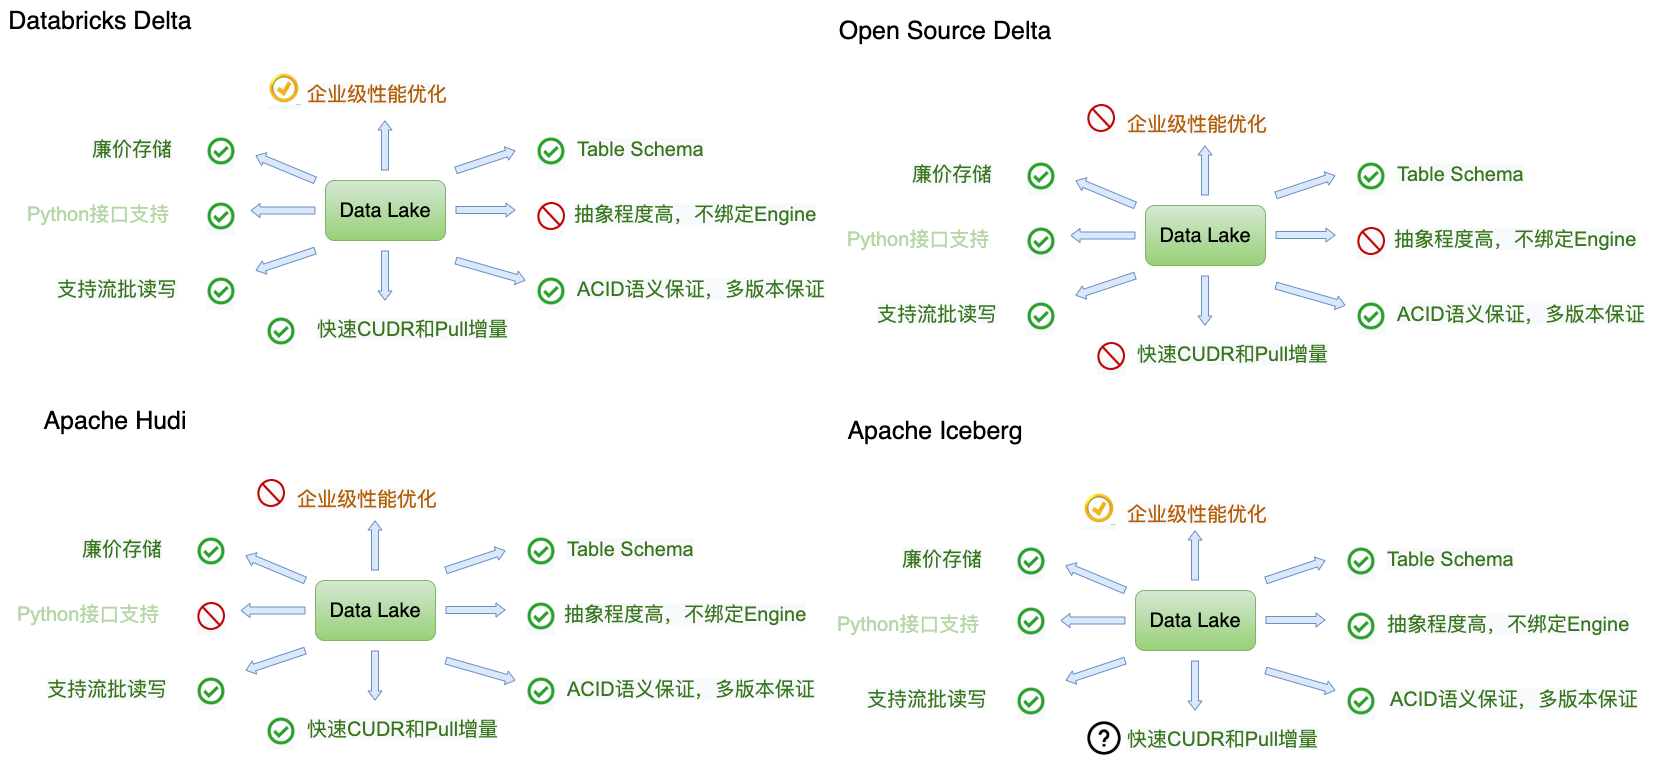 Databricks Delta
企业级性能优化
廉价存储
Table Schema
Python接口支持
Data Lake
抽象程度高，不绑定Engine
支持流批读写
ACID语义保证，多版本保证
快速CUDR和Pull增量
Open Source Delta
企业级性能优化
廉价存储
Table Schema
Python接口支持
Data Lake
抽象程度高，不绑定Engine
支持流批读写
ACID语义保证，多版本保证
快速CUDR和Pull增量
Apache Hudi
企业级性能优化
廉价存储
Table Schema
Python接口支持
Data Lake
抽象程度高，不绑定Engine
支持流批读写
ACID语义保证，多版本保证
快速CUDR和Pull增量
Apache Iceberg
企业级性能优化
廉价存储
Table Schema
Python接口支持
Data Lake
抽象程度高，不绑定Engine
支持流批读写
ACID语义保证，多版本保证
?
快速CUDR和Pull增量